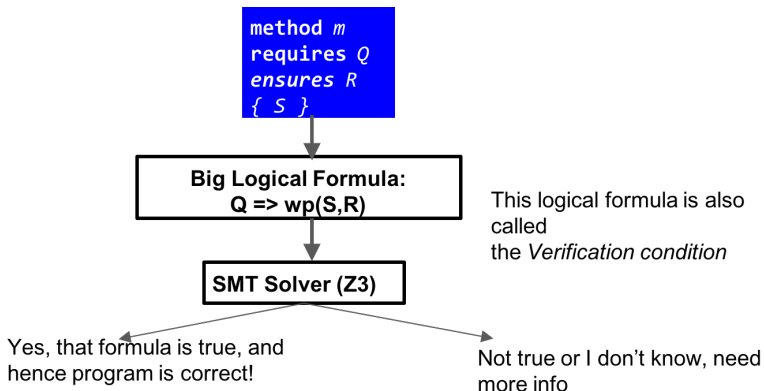 method m
requires Q
ensures R
{ S }
Big Logical Formula:
Q => wp(S,R)
This logical formula is also
called
the Verification condition
SMT Solver (Z3)
Yes, that formula is true, and
hence program is correct!
Not true or I don’t know, need
more info